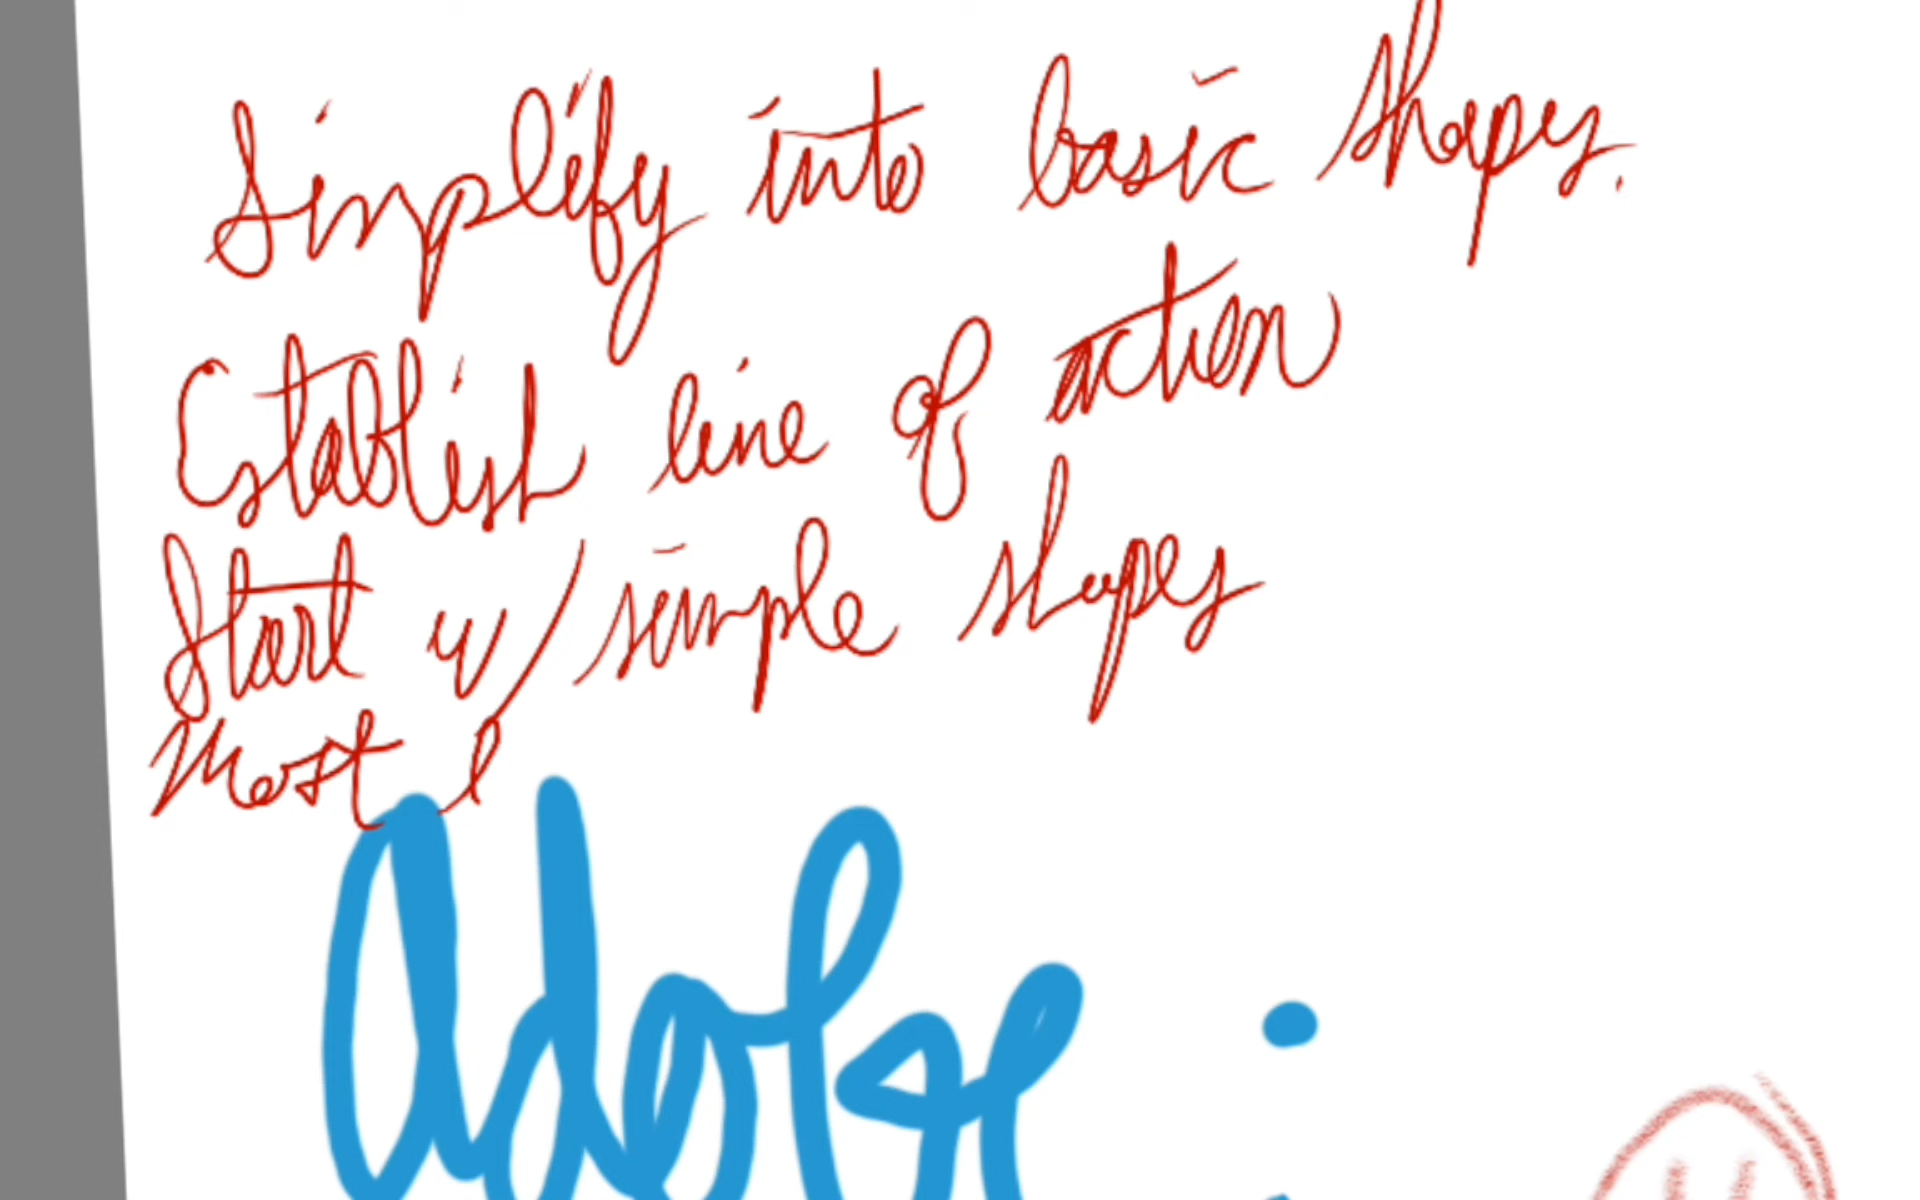 Simplify into basic shapes.
Establish line of action
Start w/ simple shapes
Most
Adobe